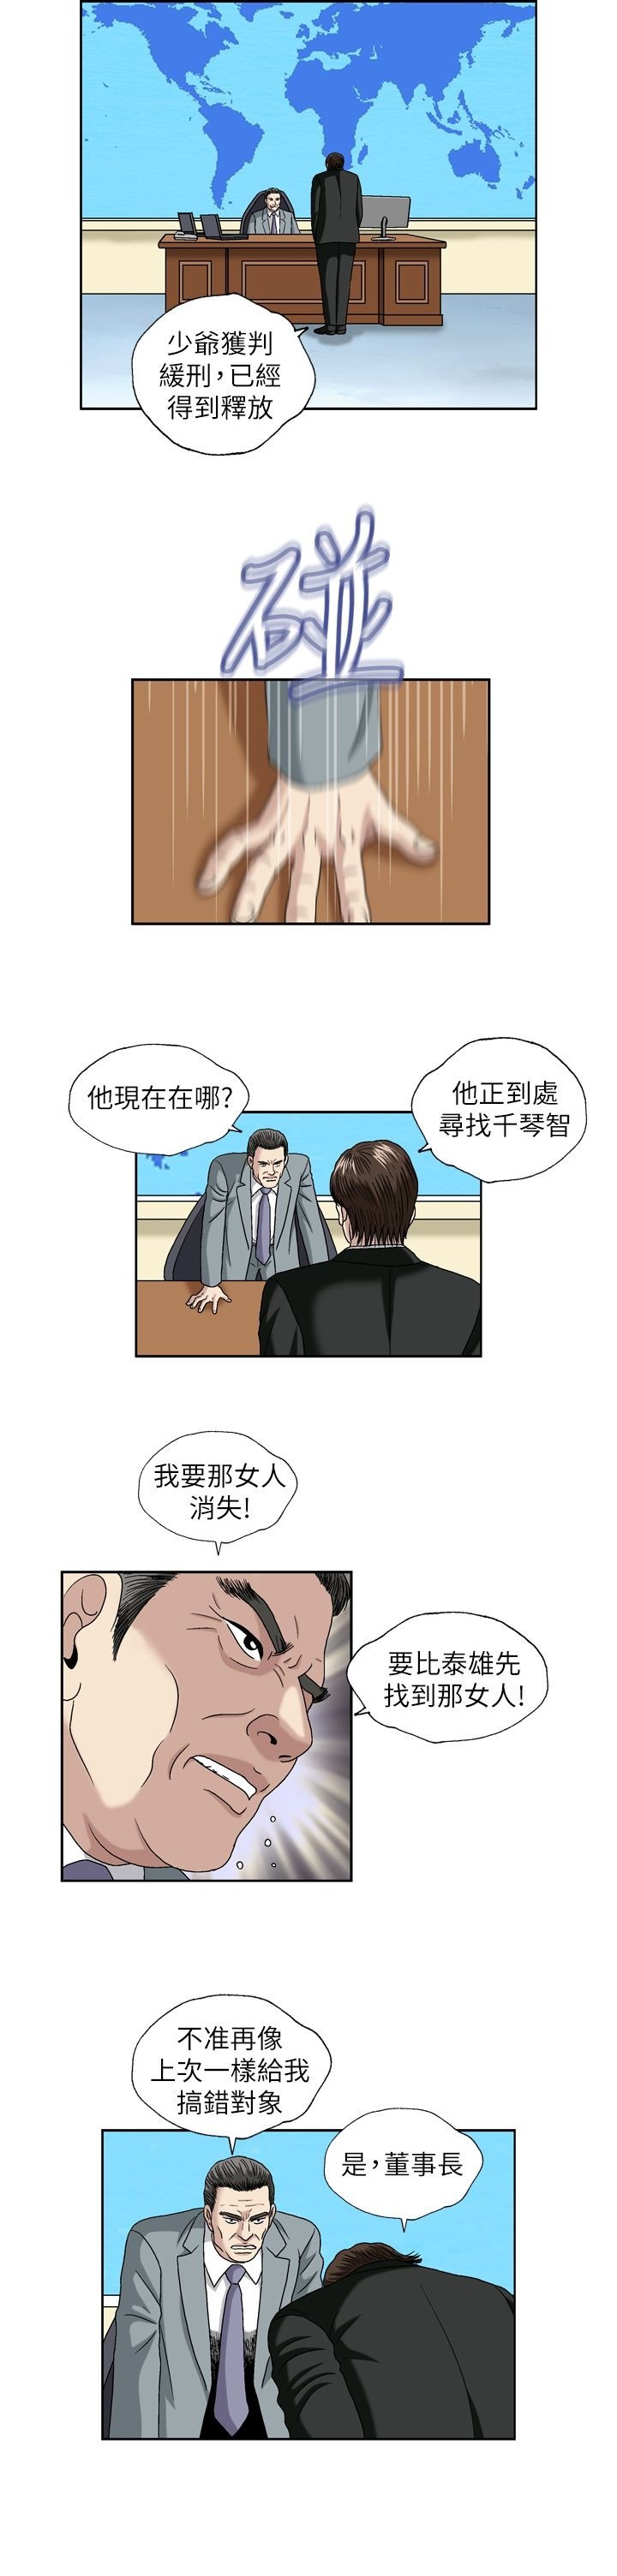 少爺獲判
緩刑，已經
得到釋放
碰
他現在在哪？
他正到處
尋找千琴智
我要那女人
消失！
要比泰雄先
找到那女人！
不准再像
上次一樣給我
搞錯對象
是，董事長